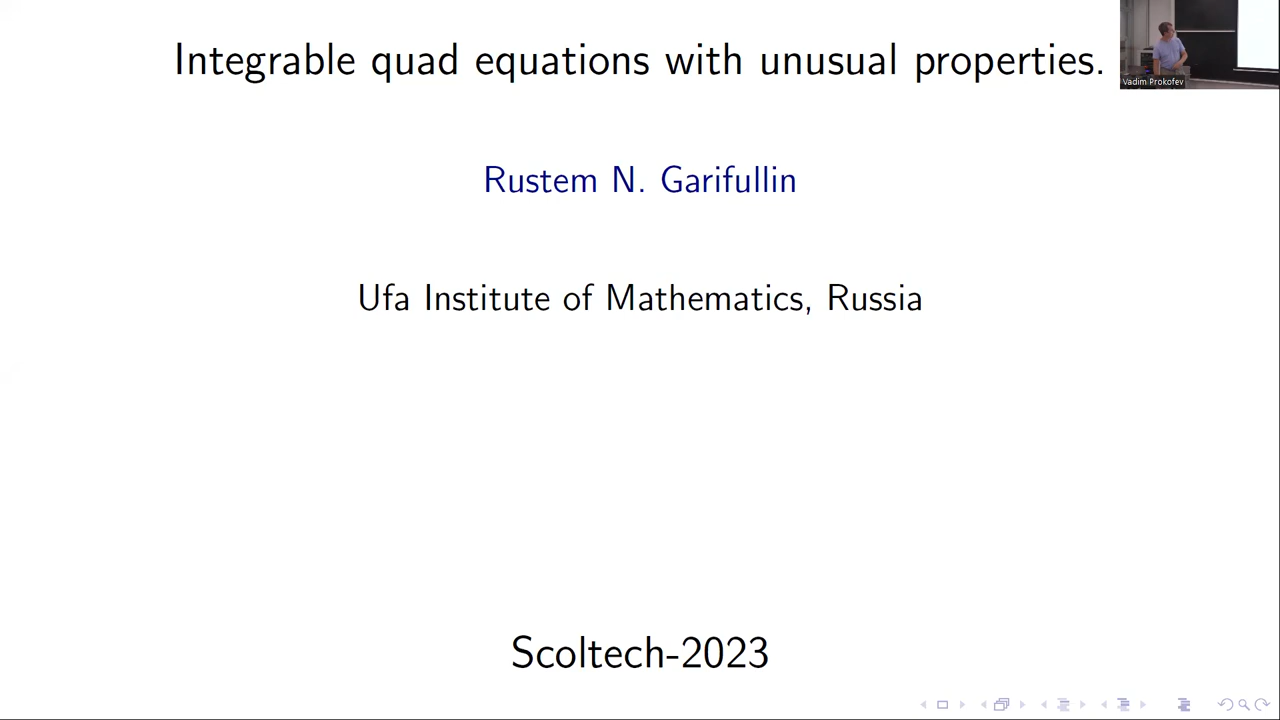 Integrable quad equations with unusual properties.
Vadim Prokofev
Rustem N. Garifullin
Ufa Institute of Mathematics, Russia
Scoltech-2023